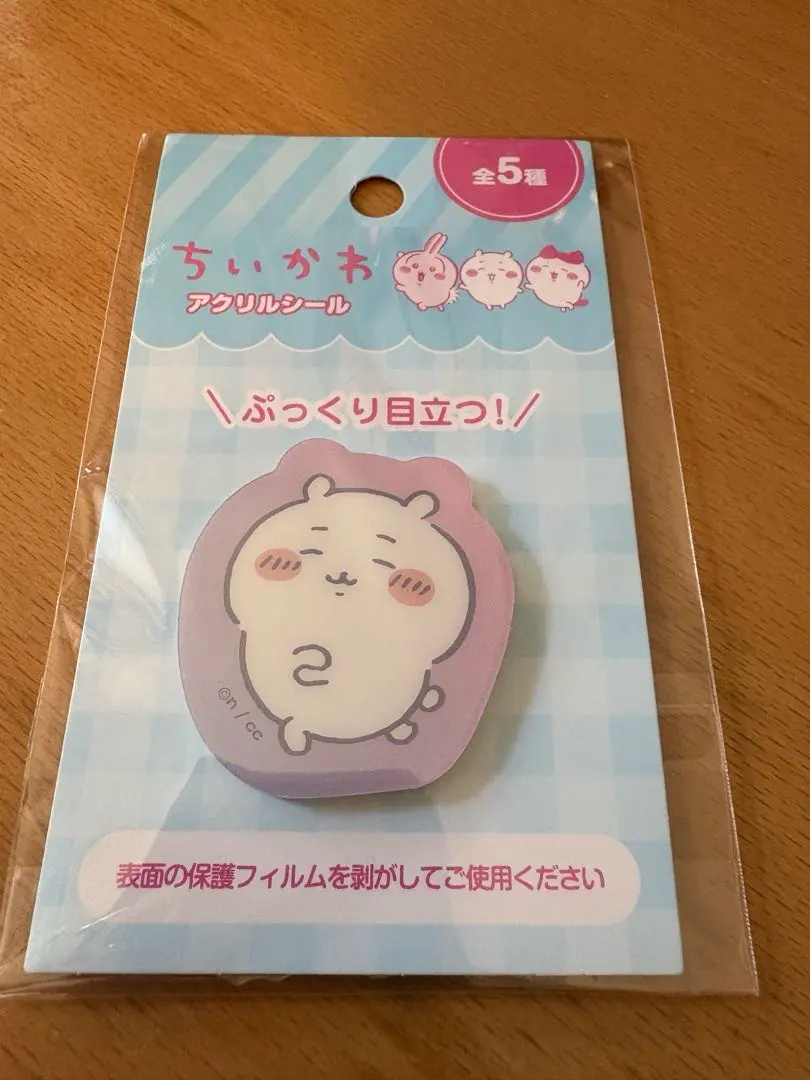 全5種
ちいかわ
アクリルシール
\ぷっくり目立つ!/
©n/cc
表面の保護フィルムを剥がしてご使用ください